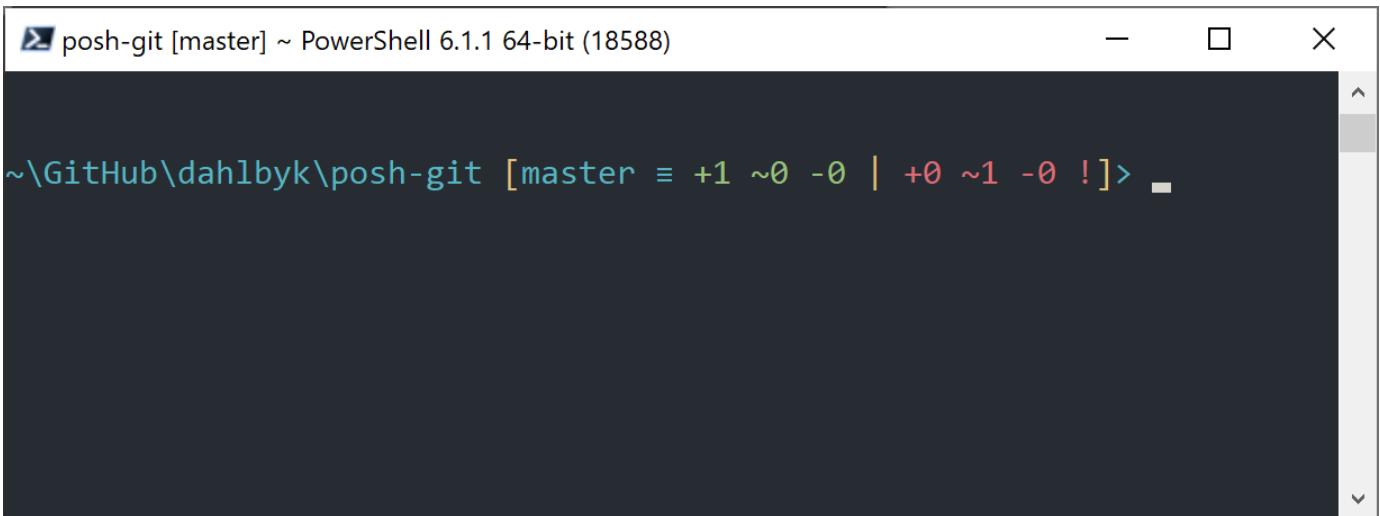 posh-git [master] ~ PowerShell 6.1.1 64-bit (18588)
~\GitHub\dahlbyk\posh-git [master ≡ +1 ~0 -0 | +0 ~1 -0 !]>